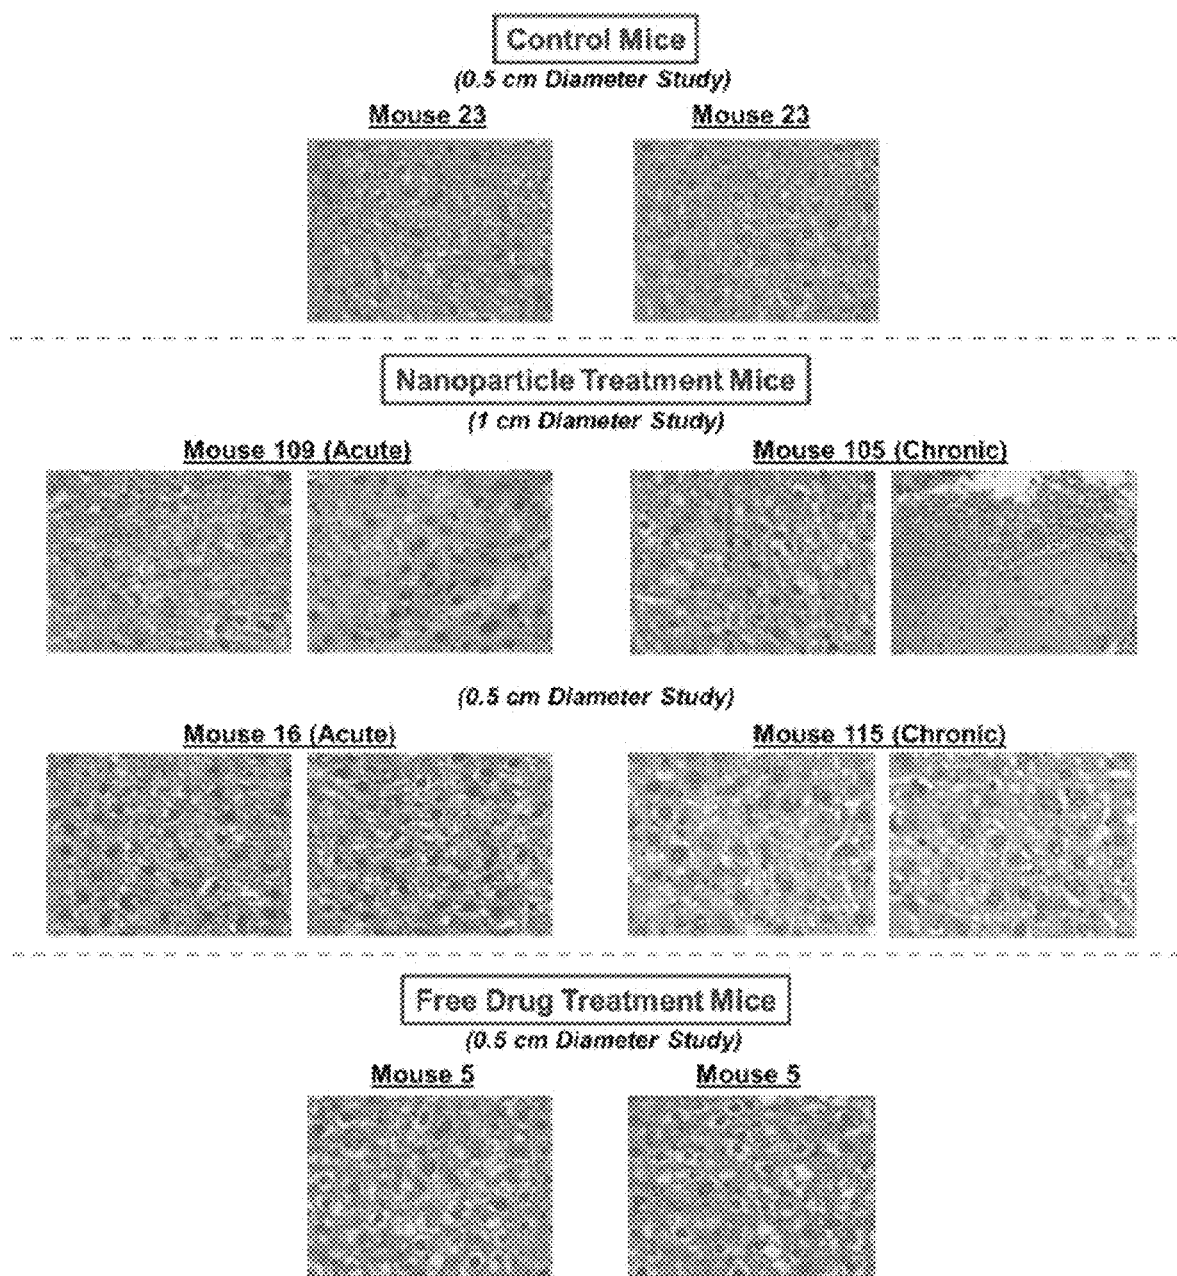 Control Mice
(0.5 cm Diameter Study)
Mouse 23 Mouse 23
Nanoparticle Treatment Mice
(1 cm Diameter Study)
Mouse 109 (Acute) Mouse 105 (Chronic)
(0.5 cm Diameter Study)
Mouse 16 (Acute) Mouse 115 (Chronic)
Free Drug Treatment Mice
(0.5 cm Diameter Study)
Mouse 5 Mouse 5